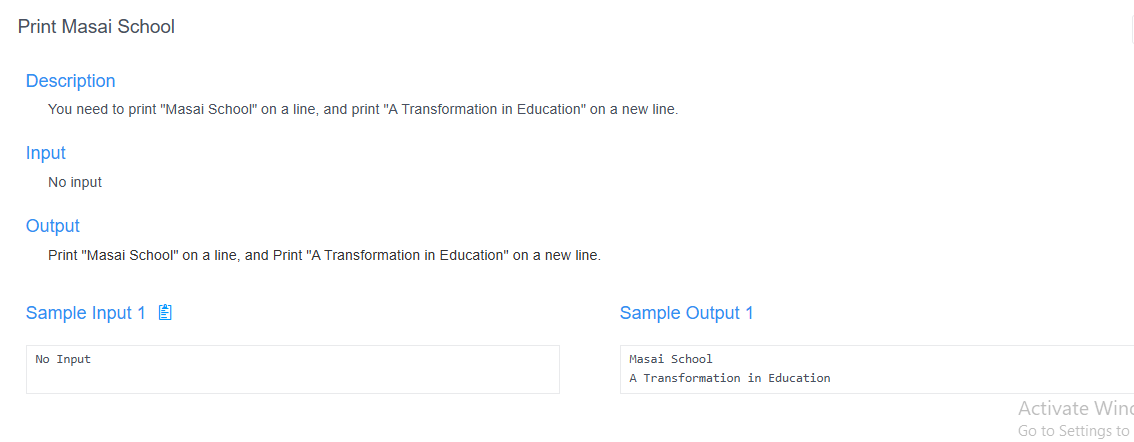 Print Masai School
Description
You need to print "Masai School" on a line, and print "A Transformation in Education" on a new line.
Input
No input
Output
Print "Masai School" on a line, and Print "A Transformation in Education" on a new line.
Sample Input 1
No Input
Sample Output 1
Masai School
A Transformation in Education
Activate
Go to Settings to